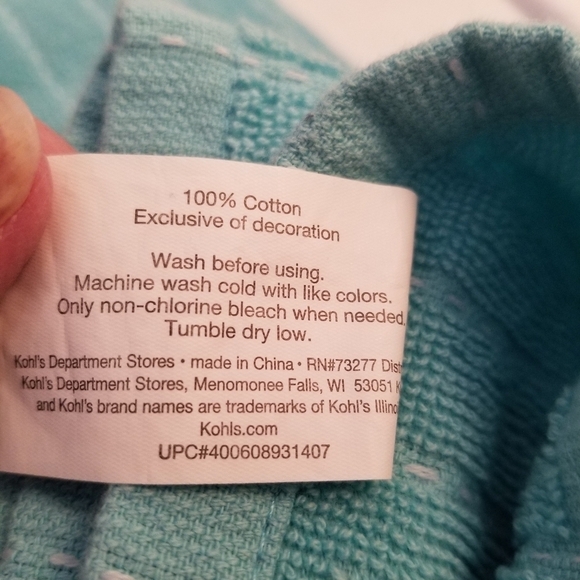 100% Cotton
Exclusive of decoration
Wash before using.
Machine wash cold with like colors.
Only non-chlorine bleach when needed
Tumble dry low.
Kohl's Department Stores • made in China • RN#73277
Kohl's Department Stores, Menomonee Falls, WI 53051
and Kohl's brand names are trademarks of Kohl's
Kohls.com
UPC#400608931407